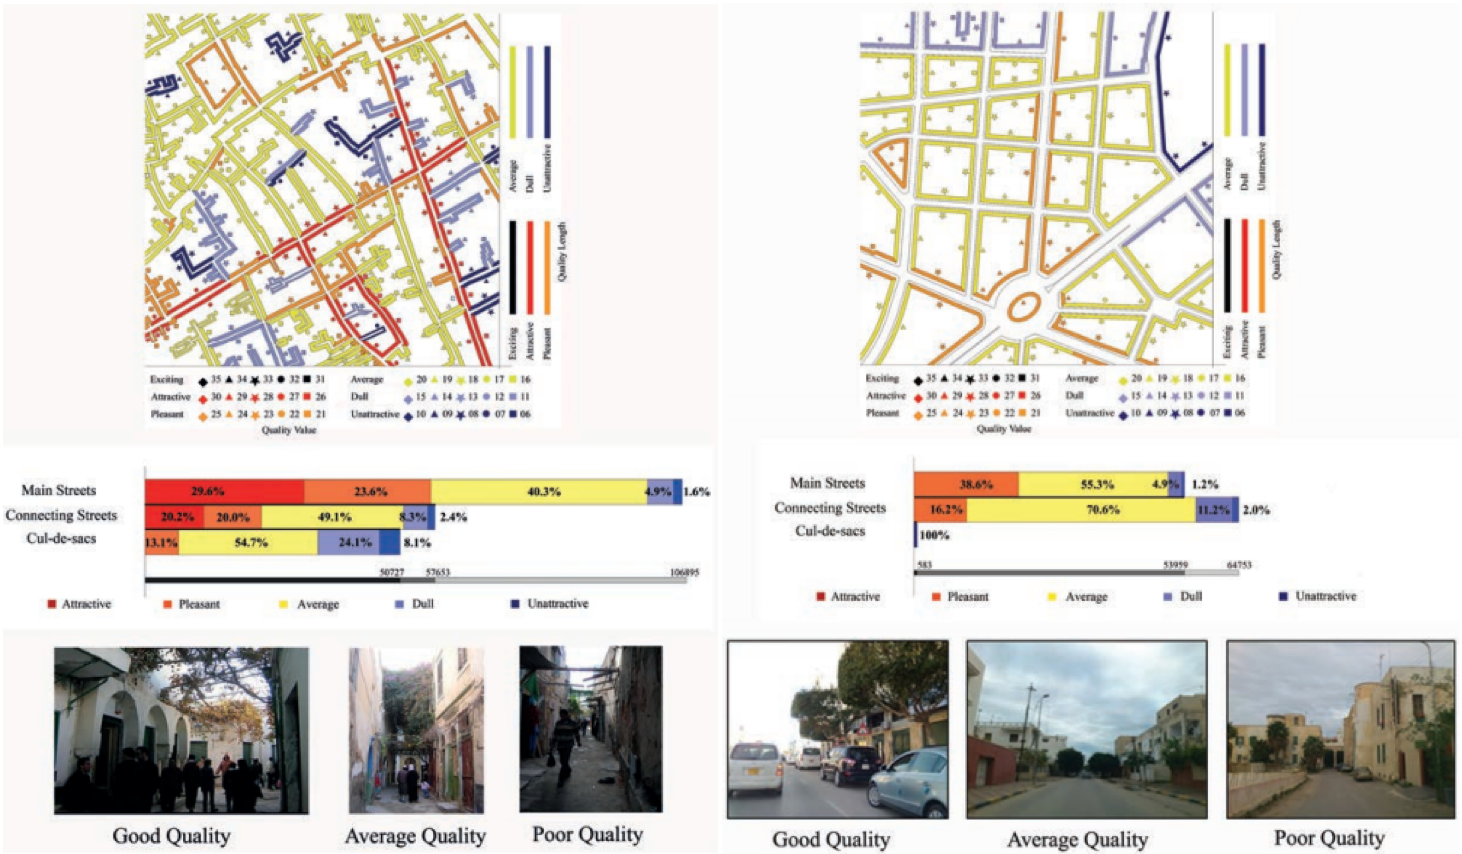 Average
Dull
Unattractive
Exciting
Attractive
Pleasant
Quality Length
Exciting 35 34 33 32 31 Average 20 19 18 17 16
Attractive 30 29 28 27 26 Dull 15 14 13 12 11
Pleasant 25 24 23 22 21 Unattractive 10 09 08 07 06
Quality Value
Main Streets 29.6% 23.6% 40.3% 4.9% 1.6%
Connecting Streets 20.2% 20.0% 49.1% 8.3% 2.4%
Cul-de-sacs 13.1% 54.7% 24.1% 8.1%
50727 57653 106895
Attractive Pleasant Average Dull Unattractive
Good Quality Average Quality Poor Quality
Average
Dull
Unattractive
Exciting
Attractive
Pleasant
Quality Length
Exciting 35 34 33 32 31 Average 20 19 18 17 16
Attractive 30 29 28 27 26 Dull 15 14 13 12 11
Pleasant 25 24 23 22 21 Unattractive 10 09 08 07 06
Quality Value
Main Streets 38.6% 55.3% 4.9% 1.2%
Connecting Streets 16.2% 70.6% 11.2% 2.0%
Cul-de-sacs 100%
583 53959 64753
Attractive Pleasant Average Dull Unattractive
Good Quality Average Quality Poor Quality